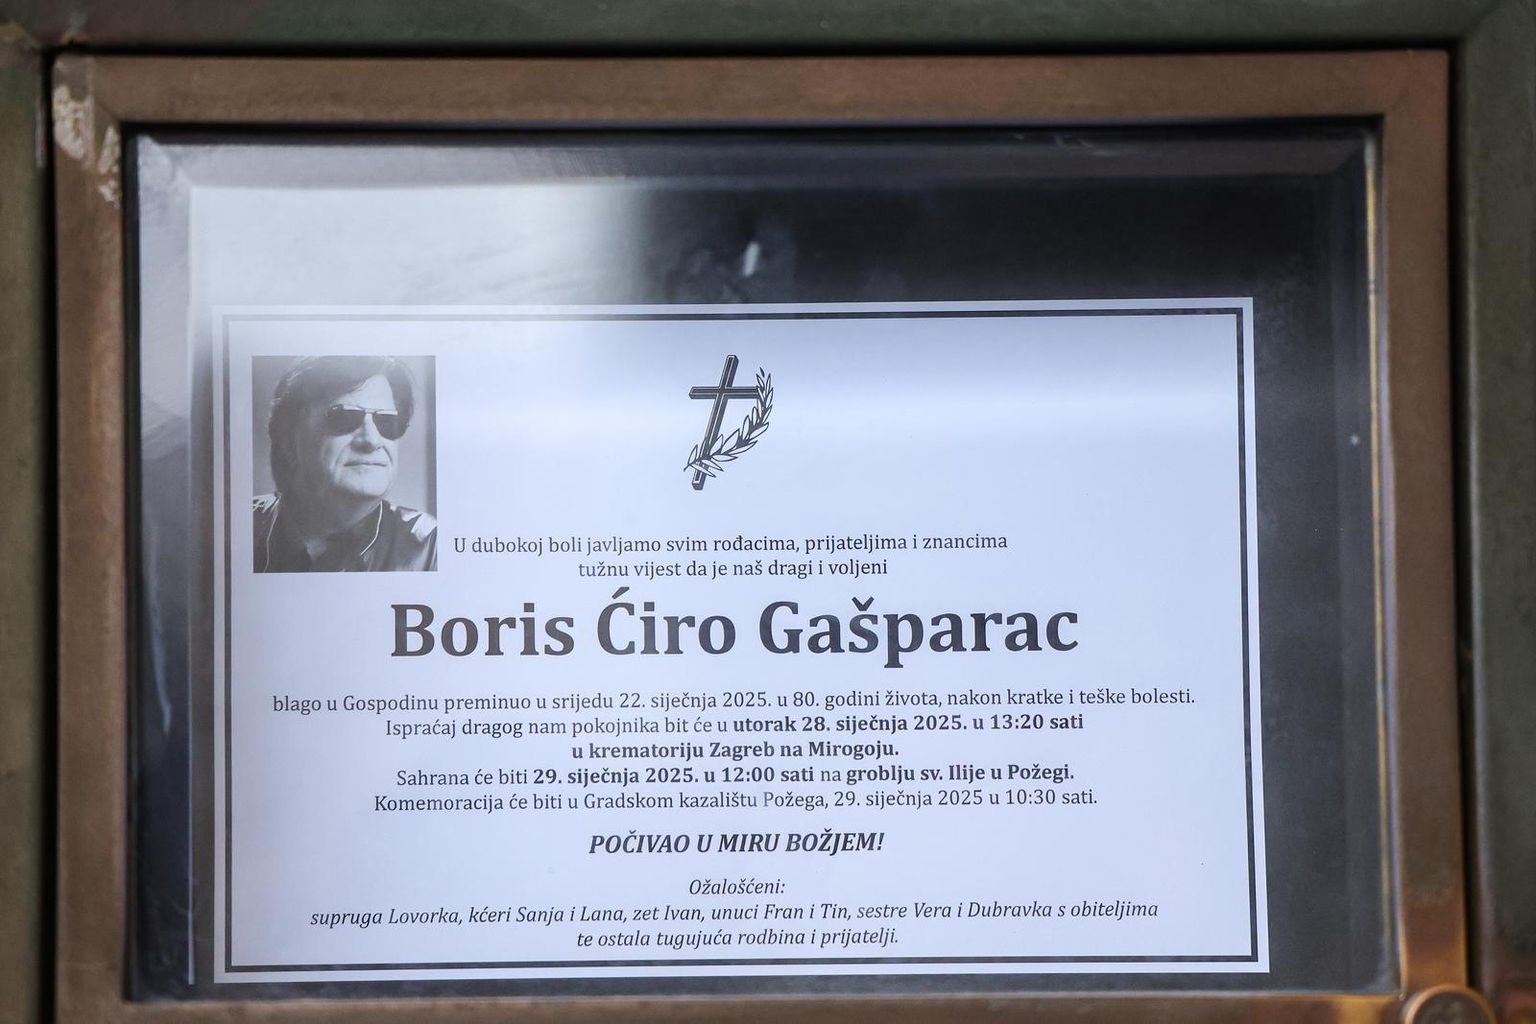 U dubokoj boli javljamo svim rođacima, prijateljima i znancima
tužnu vijest da je naš dragi i voljeni
Boris Ćiro Gašparac
blago u Gospodinu preminuo u srijedu 22. siječnja 2025. u 80. godini života, nakon kratke i teške bolesti.
Ispraćaj dragog nam pokojnika bit će u utorak 28. siječnja 2025. u 13:20 sati
u krematoriju Zagreb na Mirogoju.
Sahrana će biti 29. siječnja 2025. u 12:00 sati na groblju sv. Ilije u Požegi.
Komemoracija će biti u Gradskom kazalištu Požega, 29. siječnja 2025 u 10:30 sati.
POČIVAO U MIRU BOŽJEM!
Ožalošćeni:
supruga Lovorka, kćeri Sanja i Lana, zet Ivan, unuci Fran i Tin, sestre Vera i Dubravka s obiteljima
te ostala tugujuća rodbina i prijatelji.